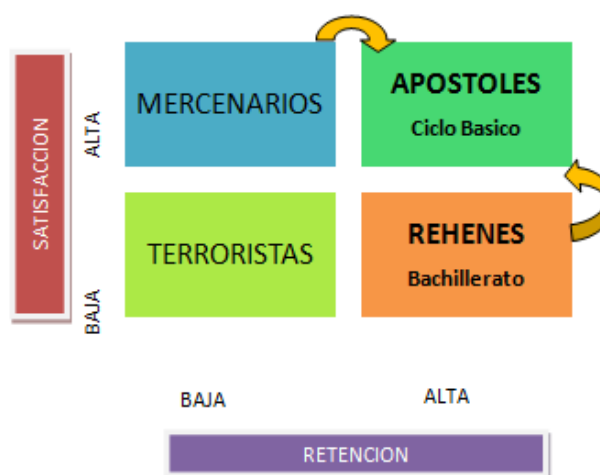 SATISFACCION
ALTA
BAJA
MERCENARIOS
APOSTOLES
Ciclo Basico
TERRORISTAS
REHENES
Bachillerato
BAJA
ALTA
RETENCION